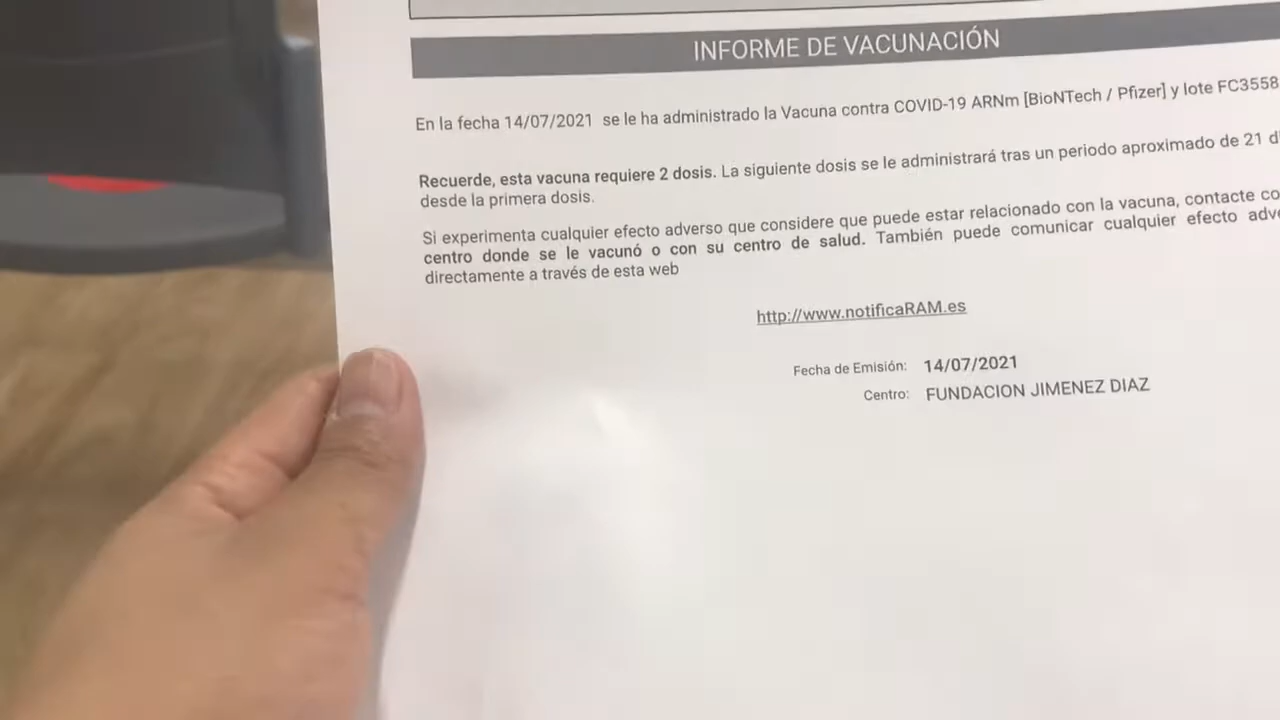 INFORME DE VACUNACIÓN
En la fecha 14/07/2021 se le ha administrado la Vacuna contra COVID-19 ARNm [BioNTech / Pfizer] y lote FC3558
Recuerde, esta vacuna requiere 2 dosis. La siguiente dosis se le administrará tras un periodo aproximado de 21
desde la primera dosis.
Si experimenta cualquier efecto adverso que considere que puede estar relacionado con la vacuna, contacte
centro donde se le vacunó o con su centro de salud. También puede comunicar cualquier efecto
directamente a través de esta web
http://www.notificaRAM.es
Fecha de Emisión: 14/07/2021
Centro: FUNDACION JIMENEZ DIAZ